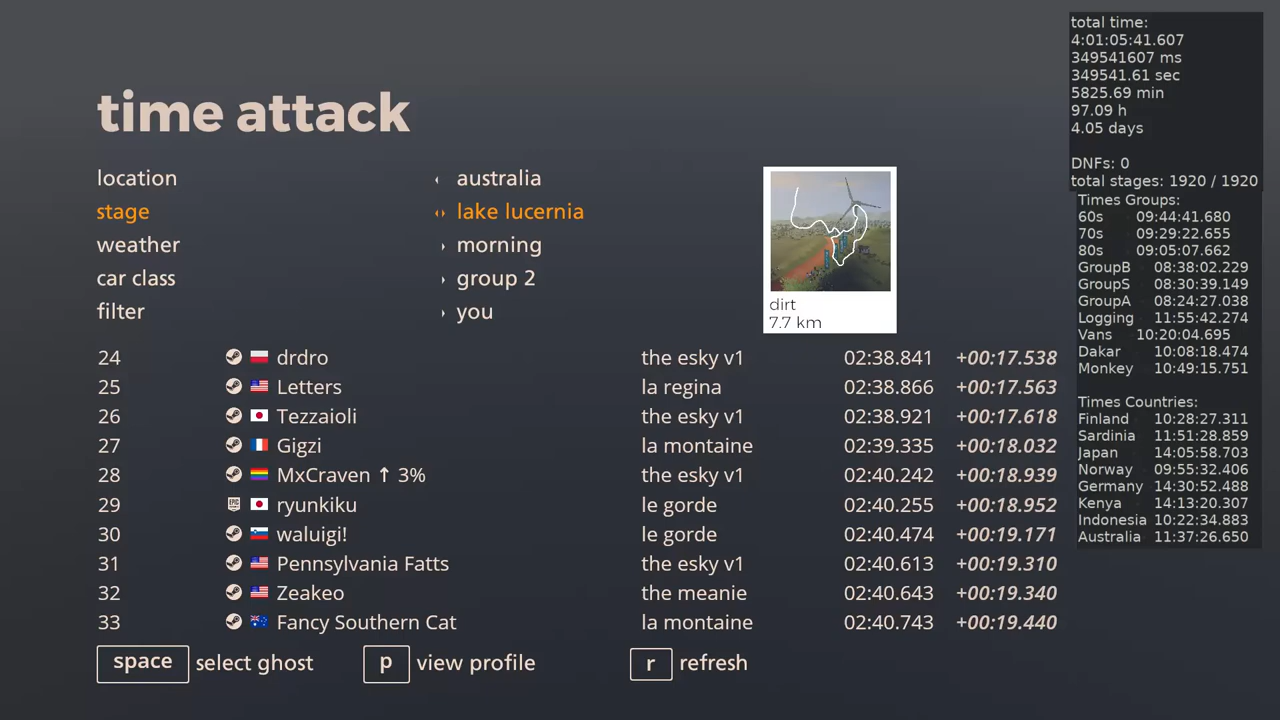 time attack
location ‹ australia
stage ‹› lake lucernia
weather › morning
car class › group 2
filter › you
dirt
7.7 km
24 drdro the esky v1 02:38.841 +00:17.538
25 Letters la regina 02:38.866 +00:17.563
26 Tezzaioli the esky v1 02:38.921 +00:17.618
27 Gigzi la montaine 02:39.335 +00:18.032
28 MxCraven ↑ 3% the esky v1 02:40.242 +00:18.939
29 EPIC ryunkiku le gorde 02:40.255 +00:18.952
30 waluigi! le gorde 02:40.474 +00:19.171
31 Pennsylvania Fatts the esky v1 02:40.613 +00:19.310
32 Zeakeo the meanie 02:40.643 +00:19.340
33 Fancy Southern Cat la montaine 02:40.743 +00:19.440
space select ghost p view profile r refresh
total time:
4:01:05:41.607
349541607 ms
349541.61 sec
5825.69 min
97.09 h
4.05 days
DNFs: 0
total stages: 1920 / 1920
Times Groups:
60s 09:44:41.680
70s 09:29:22.655
80s 09:05:07.662
GroupB 08:38:02.229
GroupS 08:30:39.149
GroupA 08:24:27.038
Logging 11:55:42.274
Vans 10:20:04.695
Dakar 10:08:18.474
Monkey 10:49:15.751
Times Countries:
Finland 10:28:27.311
Sardinia 11:51:28.859
Japan 14:05:58.703
Norway 09:55:32.406
Germany 14:30:52.488
Kenya 14:13:20.307
Indonesia 10:22:34.883
Australia 11:37:26.650